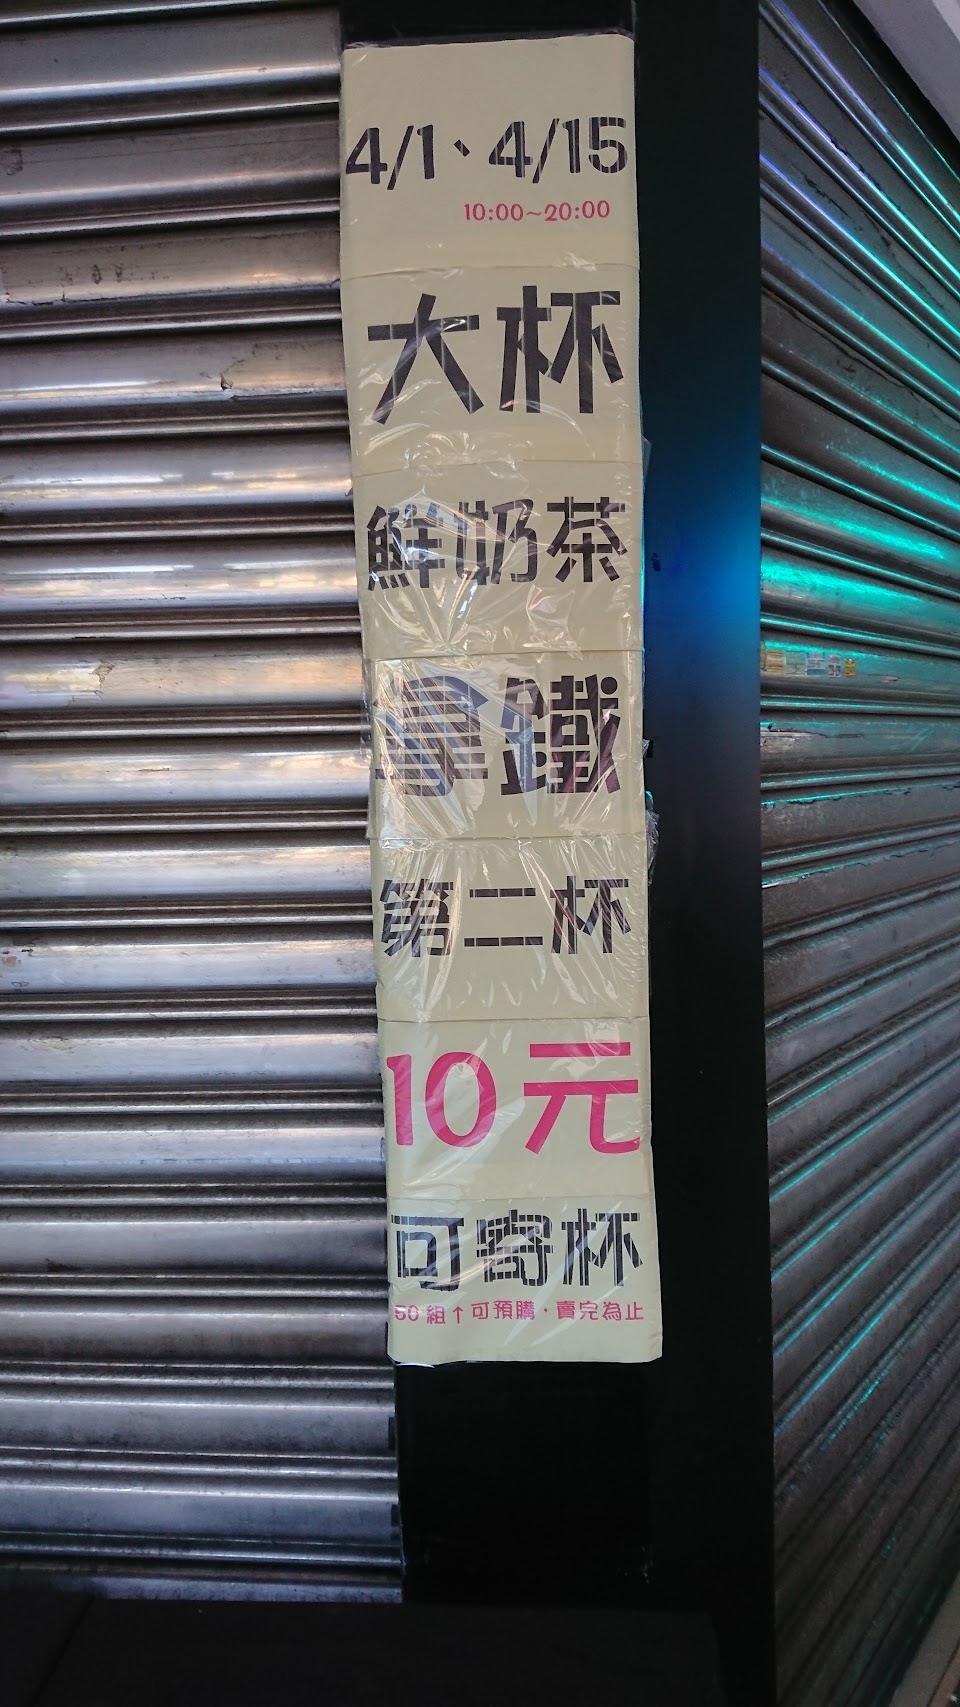 4/1、4/15
10:00~20:00
大杯
鮮奶茶
拿鐵
第二杯
10元
可寄杯
50組↑可預購·賣完為止